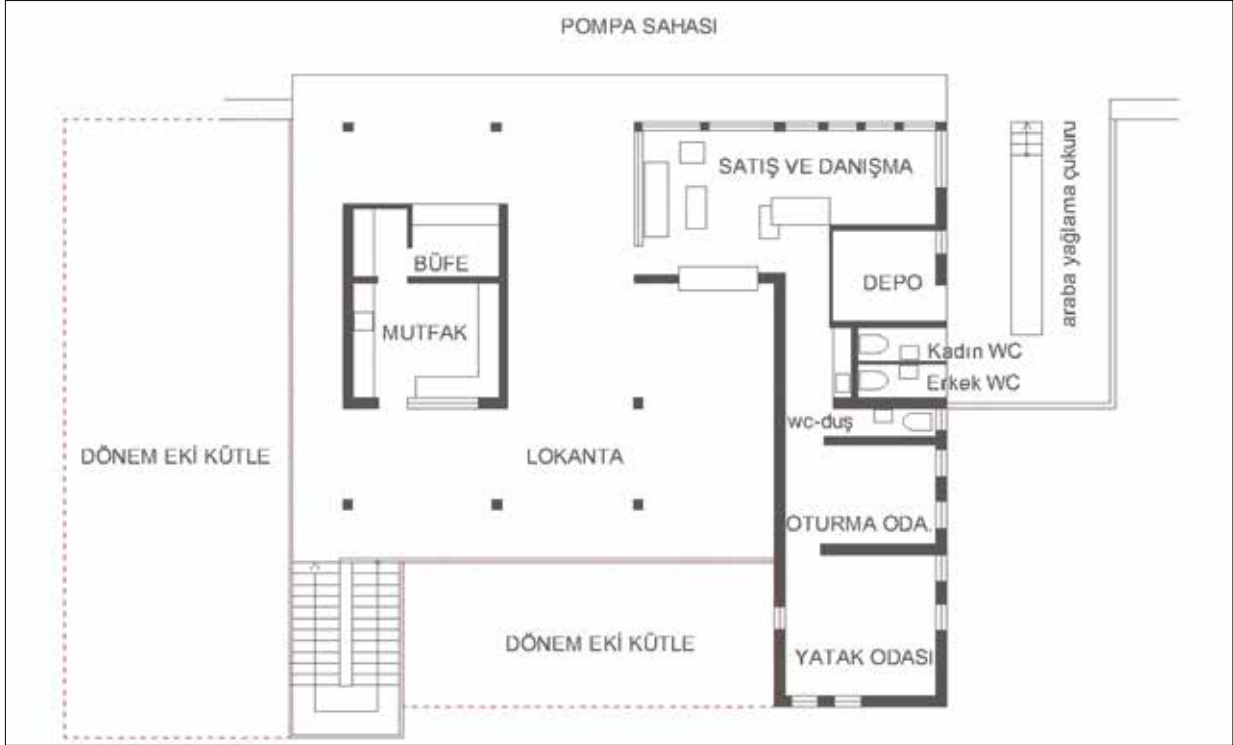 POMPA SAHASI
SATIŞ VE DANIŞMA
araba yağlama çukuru
BÜFE
DEPO
MUTFAK
Kadın WC
Erkek WC
wc-duş
DÖNEM EKİ KÜTLE
LOKANTA
OTURMA ODA.
DÖNEM EKİ KÜTLE
YATAK ODASI